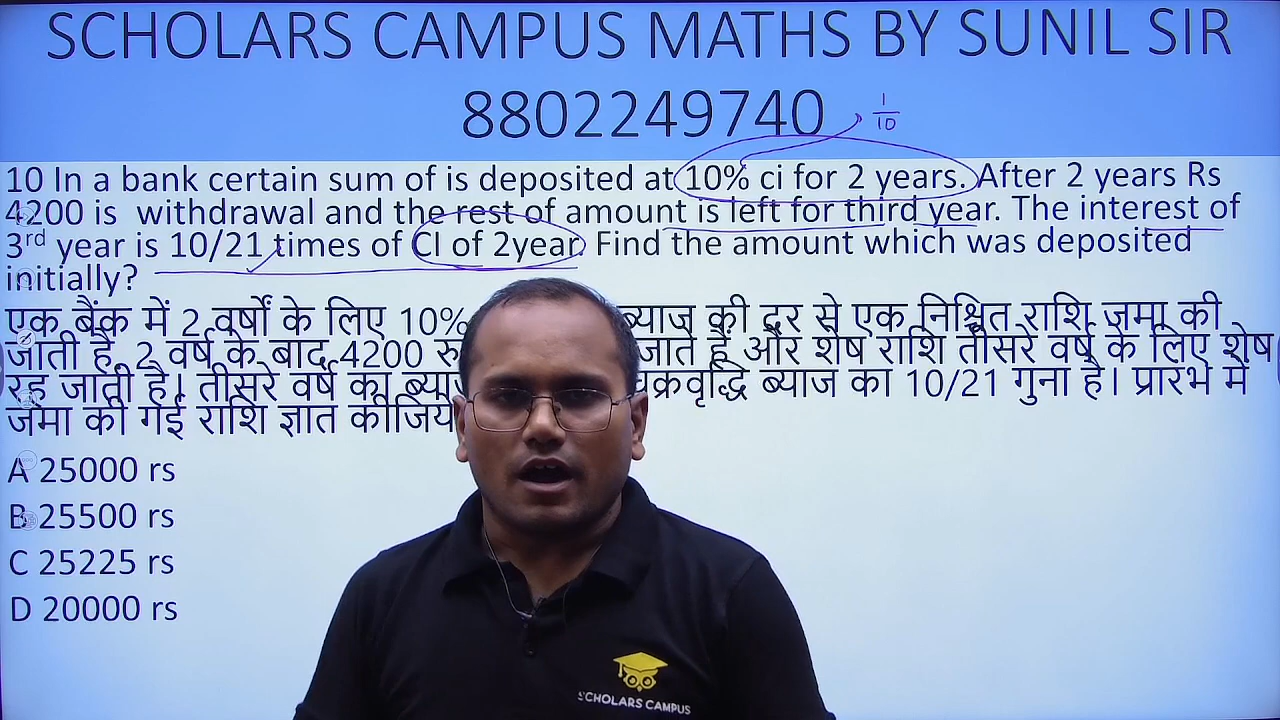 SCHOLARS CAMPUS MATHS BY SUNIL SIR
8802249740
1/10
10 In a bank certain sum of is deposited at 10% ci for 2 years. After 2 years Rs
4200 is withdrawal and the rest of amount is left for third year. The interest of
3rd year is 10/21 times of CI of 2year. Find the amount which was deposited
initially?
एक बैंक में 2 वर्षों के लिए 10% ब्याज की दर से एक निश्चित राशि जमा की
जाती है, 2 वर्ष के बाद 4200 जाते है और शेष राशि तीसरे वर्ष के लिए शेष
रह जाती है। तीसरे वर्ष का ब्याज चक्रवृद्धि ब्याज का 10/21 गुना है। प्रारंभ में
जमा की गई राशि ज्ञात कीजिये
A 25000 rs
B 25500 rs
C 25225 rs
D 20000 rs
SCHOLARS CAMPUS